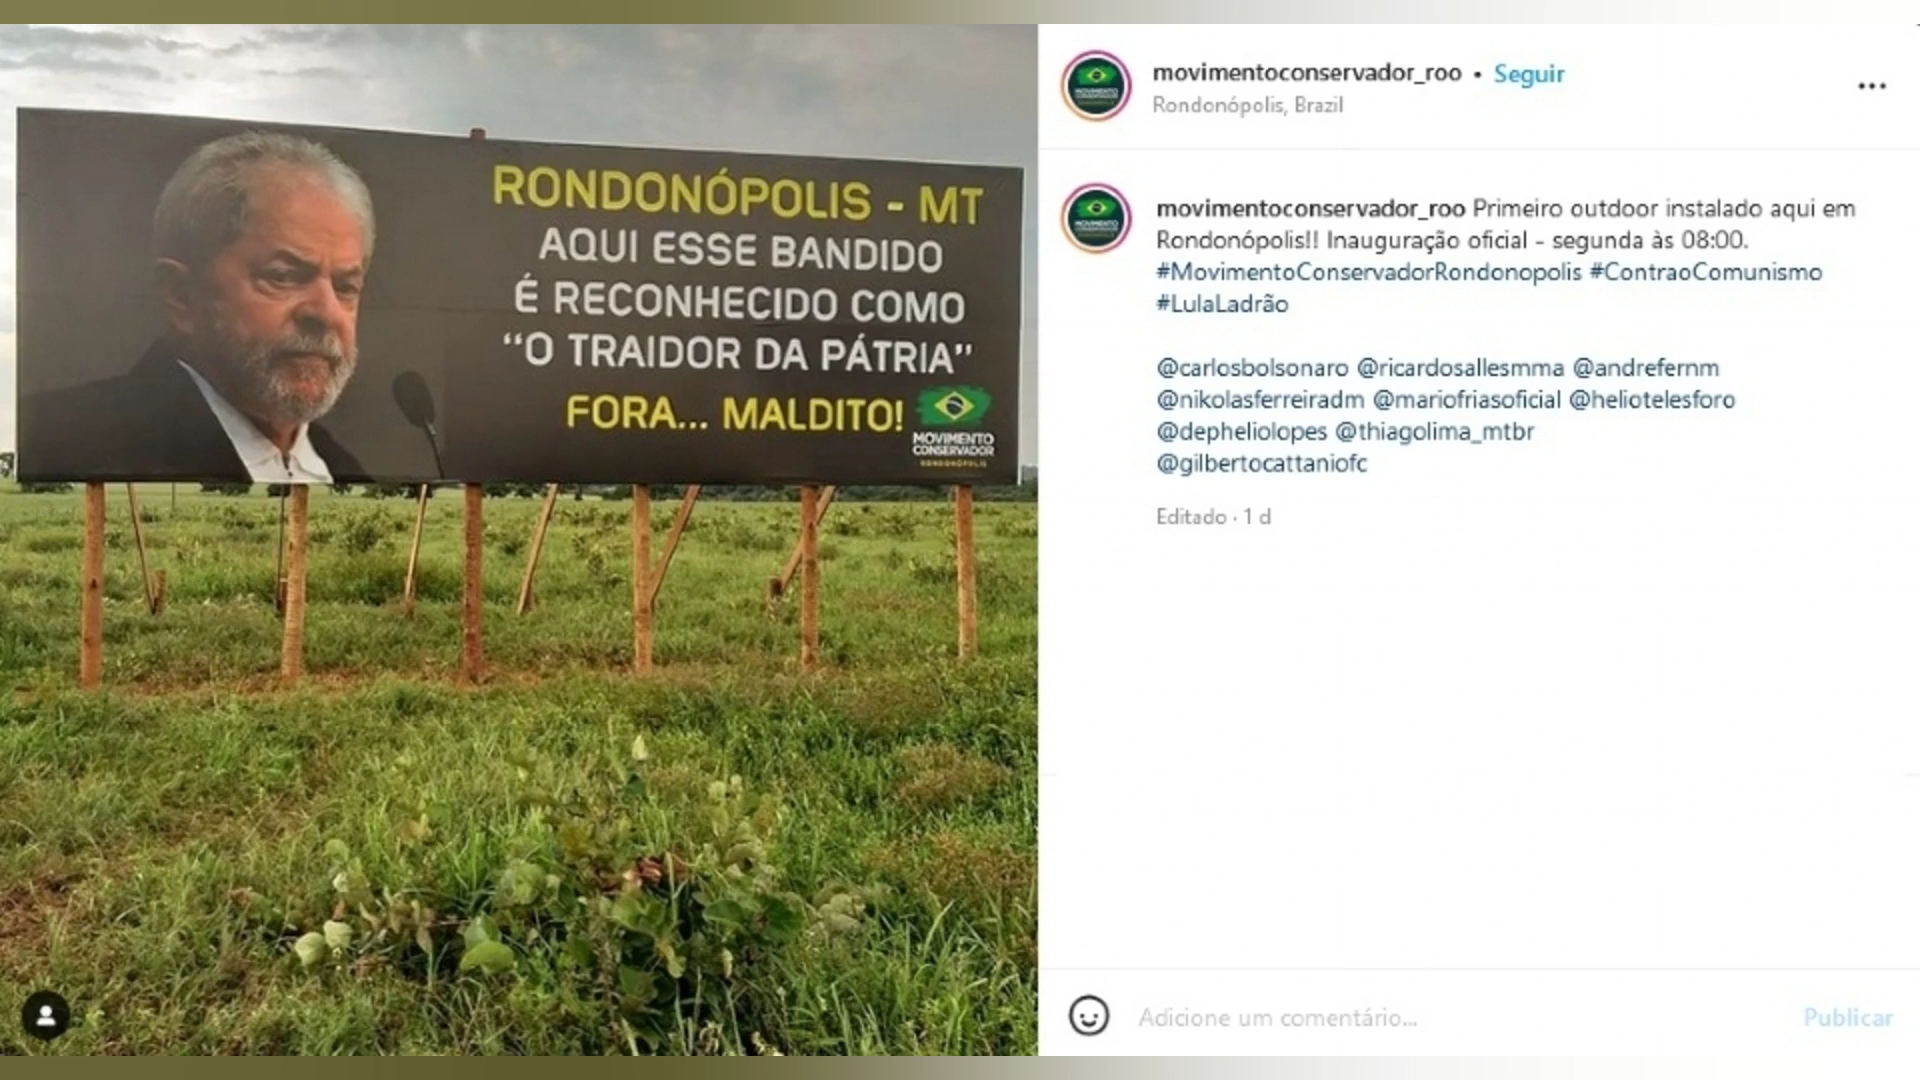 RONDONÓPOLIS - MT
AQUI ESSE BANDIDO
É RECONHECIDO COMO
“O TRAIDOR DA PÁTRIA”
FORA... MALDITO!
MOVIMENTO
CONSERVADOR
RONDONÓPOLIS
movimentoconservador_roo • Seguir
Rondonópolis, Brazil
movimentoconservador_roo Primeiro outdoor instalado aqui em
Rondonópolis!! Inauguração oficial - segunda às 08:00.
#MovimentoConservadorRondonopolis #ContraoComunismo
#LulaLadrão
@carlosbolsonaro @ricardosallesmma @andrefernm
@nikolasferreiradm @mariofriasoficial @heliotelesforo
@depheliolopes @thiagolima_mtbr
@gilbertocattaniofc
Editado · 1 d
Adicione um comentário...
Publicar